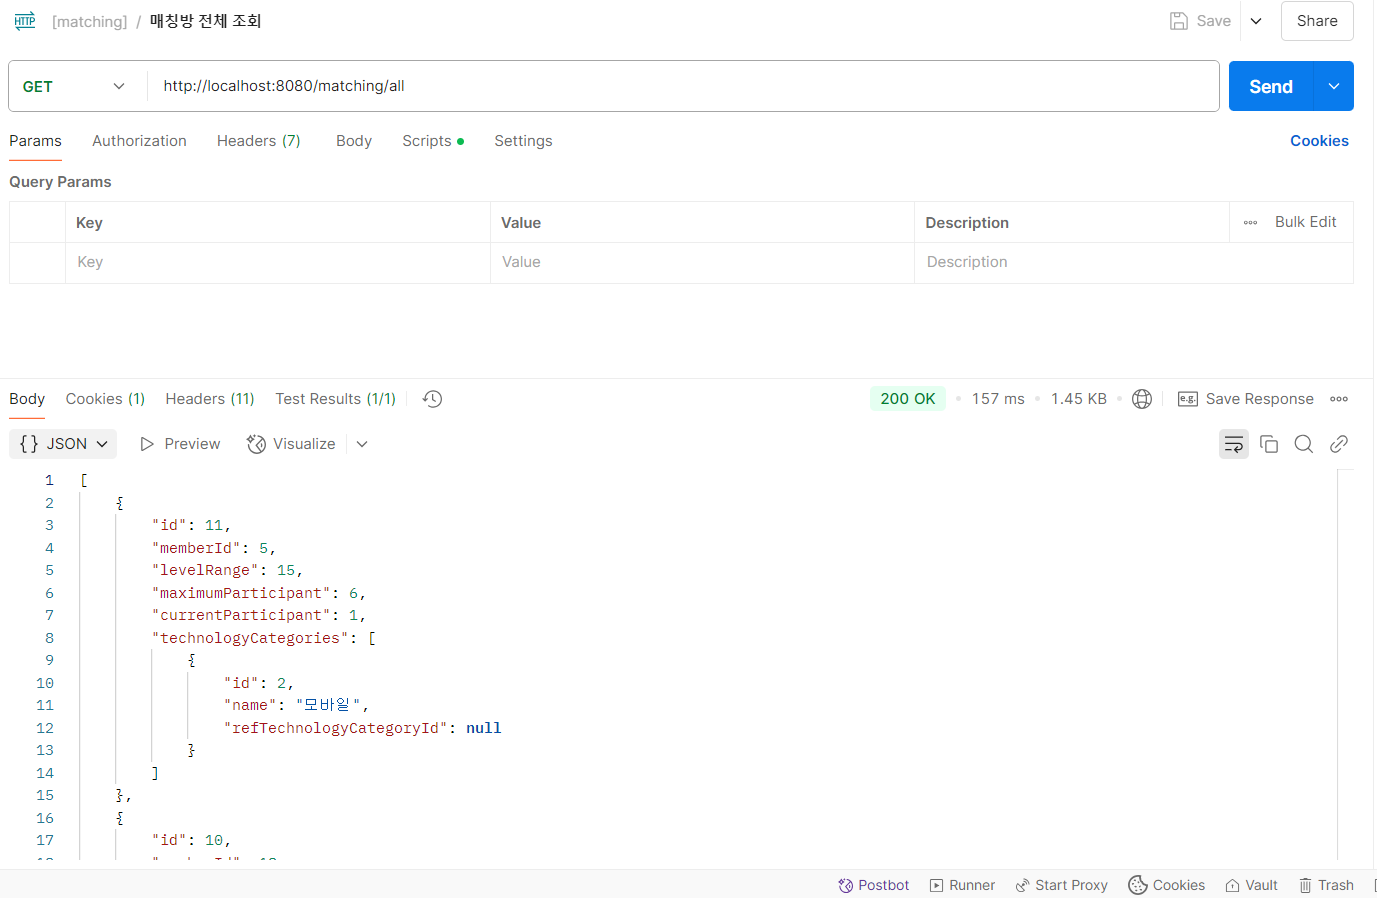 HTTP [matching] / 매칭방 전체 조회 Save Share
GET http://localhost:8080/matching/all Send
Params Authorization Headers (7) Body Scripts Settings Cookies
Query Params
Key Value Description Bulk Edit
Key Value Description
Body Cookies (1) Headers (11) Test Results (1/1) 200 OK 157 ms 1.45 KB e.g. Save Response
{} JSON Preview Visualize
1 [
2 {
3 "id": 11,
4 "memberId": 5,
5 "levelRange": 15,
6 "maximumParticipant": 6,
7 "currentParticipant": 1,
8 "technologyCategories": [
9 {
10 "id": 2,
11 "name": "모바일",
12 "refTechnologyCategoryId": null
13 }
14 ]
15 },
16 {
17 "id": 10,
Postbot Runner Start Proxy Cookies Vault Trash